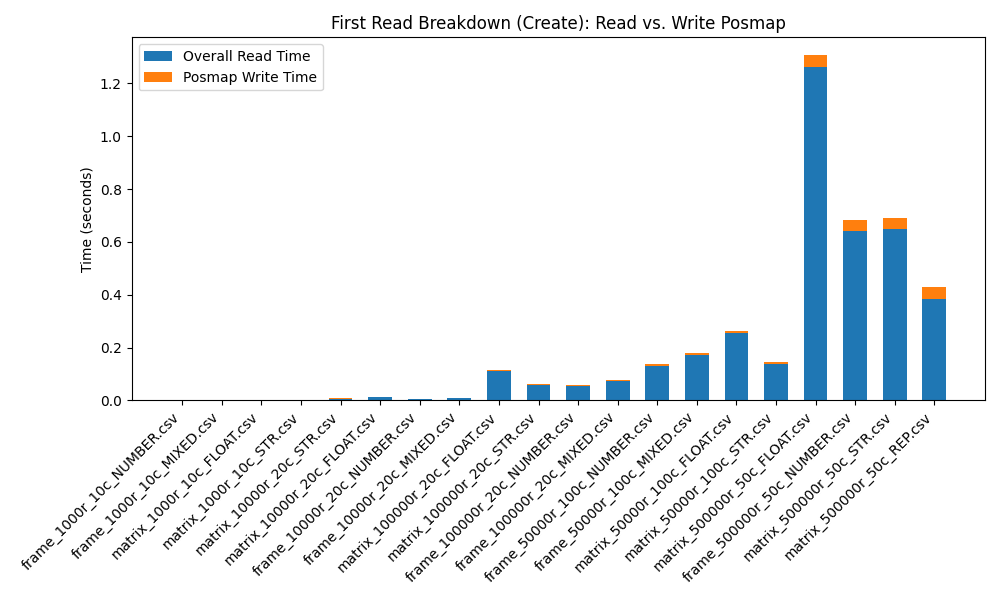 First Read Breakdown (Create): Read vs. Write Posmap
Overall Read Time
Posmap Write Time
Time (seconds)
1.2
1.0
0.8
0.6
0.4
0.2
0.0
frame_1000r_10c_NUMBER.csv
frame_1000r_10c_MIXED.csv
matrix_1000r_10c_FLOAT.csv
matrix_1000r_10c_STR.csv
matrix_10000r_20c_STR.csv
matrix_10000r_20c_FLOAT.csv
frame_10000r_20c_NUMBER.csv
frame_10000r_20c_MIXED.csv
matrix_100000r_20c_FLOAT.csv
matrix_100000r_20c_STR.csv
frame_100000r_20c_NUMBER.csv
frame_100000r_20c_MIXED.csv
frame_50000r_100c_NUMBER.csv
frame_50000r_100c_MIXED.csv
matrix_50000r_100c_FLOAT.csv
matrix_50000r_100c_STR.csv
matrix_500000r_50c_FLOAT.csv
frame_500000r_50c_NUMBER.csv
matrix_500000r_50c_STR.csv
matrix_500000r_50c_REP.csv